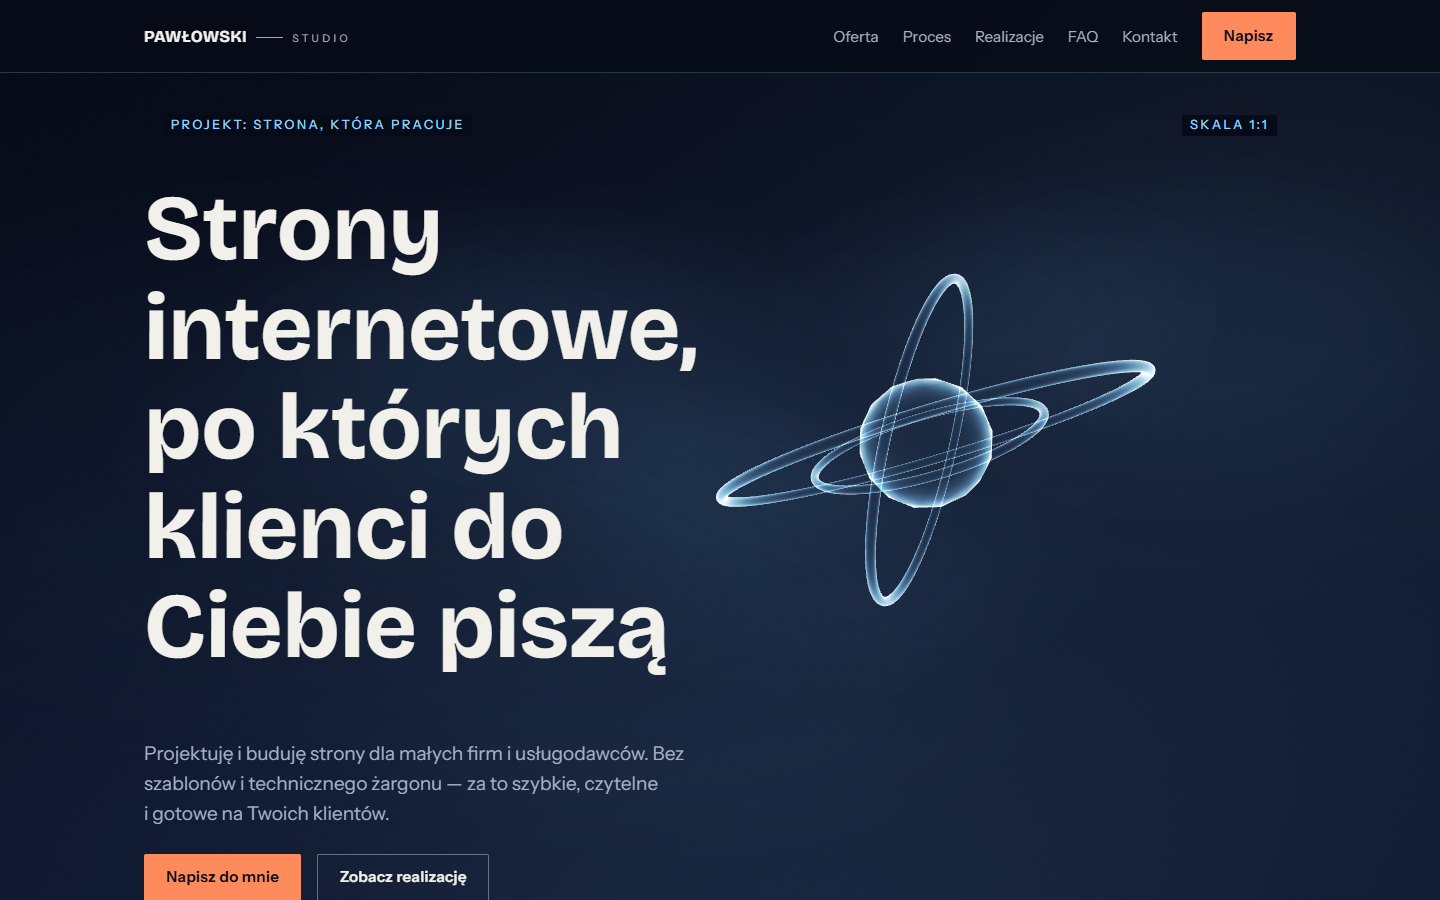 PAWŁOWSKI — STUDIO
Oferta Proces Realizacje FAQ Kontakt Napisz
PROJEKT: STRONA, KTÓRA PRACUJE
SKALA 1:1
Strony
internetowe,
po których
klienci do
Ciebie piszą
Projektuję i buduję strony dla małych firm i usługodawców. Bez
szablonów i technicznego żargonu — za to szybkie, czytelne
i gotowe na Twoich klientów.
Napisz do mnie
Zobacz realizację